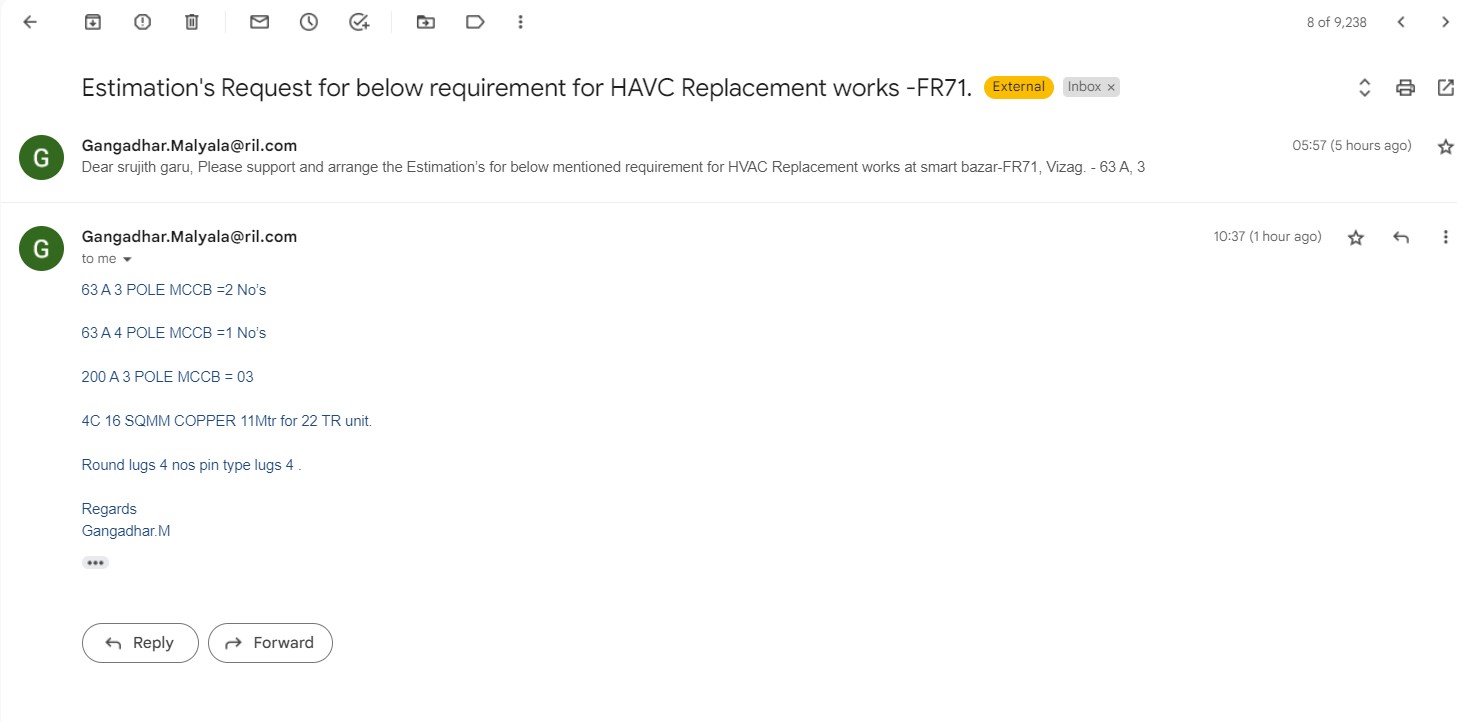 8 of 9,238
Estimation's Request for below requirement for HAVC Replacement works -FR71. External Inbox ×
G
Gangadhar.Malyala@ril.com 05:57 (5 hours ago)
Dear srujith garu, Please support and arrange the Estimation's for below mentioned requirement for HVAC Replacement works at smart bazar-FR71, Vizag. - 63 A, 3
G
Gangadhar.Malyala@ril.com 10:37 (1 hour ago)
to me
63 A 3 POLE MCCB =2 No's
63 A 4 POLE MCCB =1 No's
200 A 3 POLE MCCB = 03
4C 16 SQMM COPPER 11Mtr for 22 TR unit.
Round lugs 4 nos pin type lugs 4 .
Regards
Gangadhar.M
Reply Forward